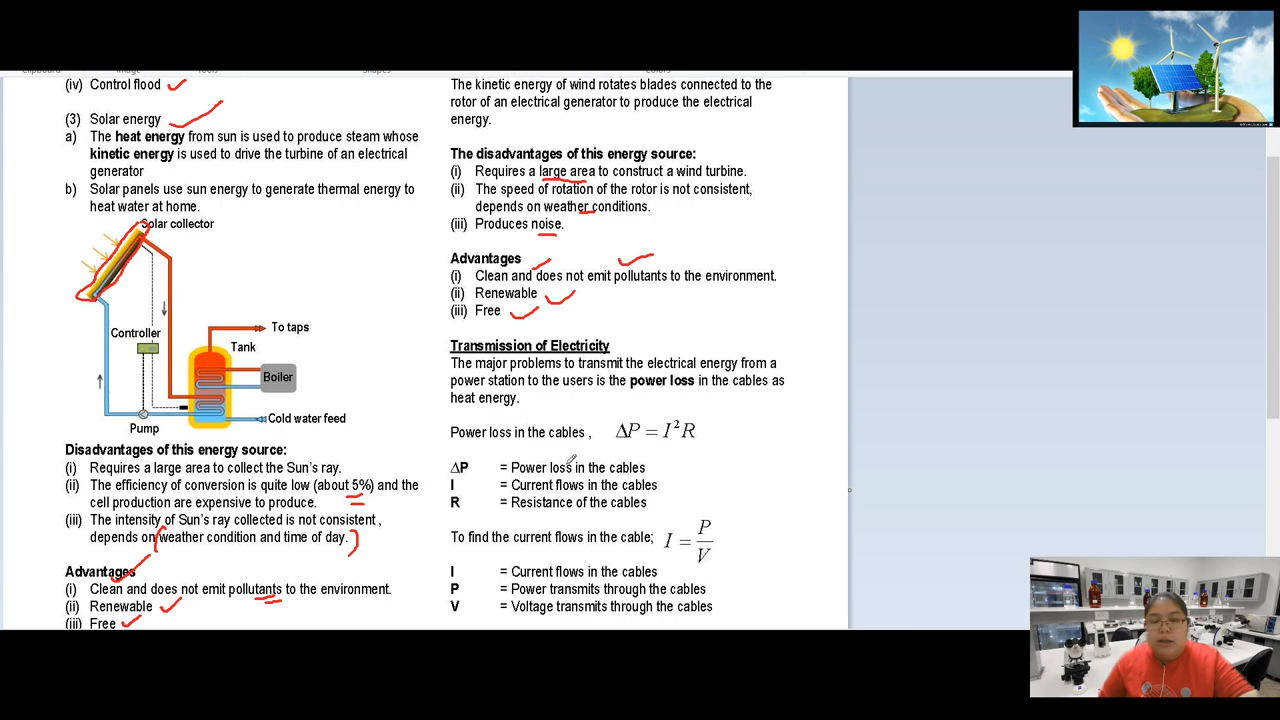 (iv) Control flood
(3) Solar energy
a) The heat energy from sun is used to produce steam whose
kinetic energy is used to drive the turbine of an electrical
generator
b) Solar panels use sun energy to generate thermal energy to
heat water at home.
Solar collector
Controller
To taps
Tank
Boiler
Cold water feed
Pump
Disadvantages of this energy source:
(i) Requires a large area to collect the Sun's ray.
(ii) The efficiency of conversion is quite low (about 5%) and the
cell production are expensive to produce.
(iii) The intensity of Sun's ray collected is not consistent ,
depends on weather condition and time of day.
Advantages
(i) Clean and does not emit pollutants to the environment.
(ii) Renewable
(iii) Free
The kinetic energy of wind rotates blades connected to the
rotor of an electrical generator to produce the electrical
energy.
The disadvantages of this energy source:
(i) Requires a large area to construct a wind turbine.
(ii) The speed of rotation of the rotor is not consistent,
depends on weather conditions.
(iii) Produces noise.
Advantages
(i) Clean and does not emit pollutants to the environment.
(ii) Renewable
(iii) Free
Transmission of Electricity
The major problems to transmit the electrical energy from a
power station to the users is the power loss in the cables as
heat energy.
Power loss in the cables , ΔP = I²R
ΔP = Power loss in the cables
I = Current flows in the cables
R = Resistance of the cables
To find the current flows in the cable; I = P/V
I = Current flows in the cables
P = Power transmits through the cables
V = Voltage transmits through the cables